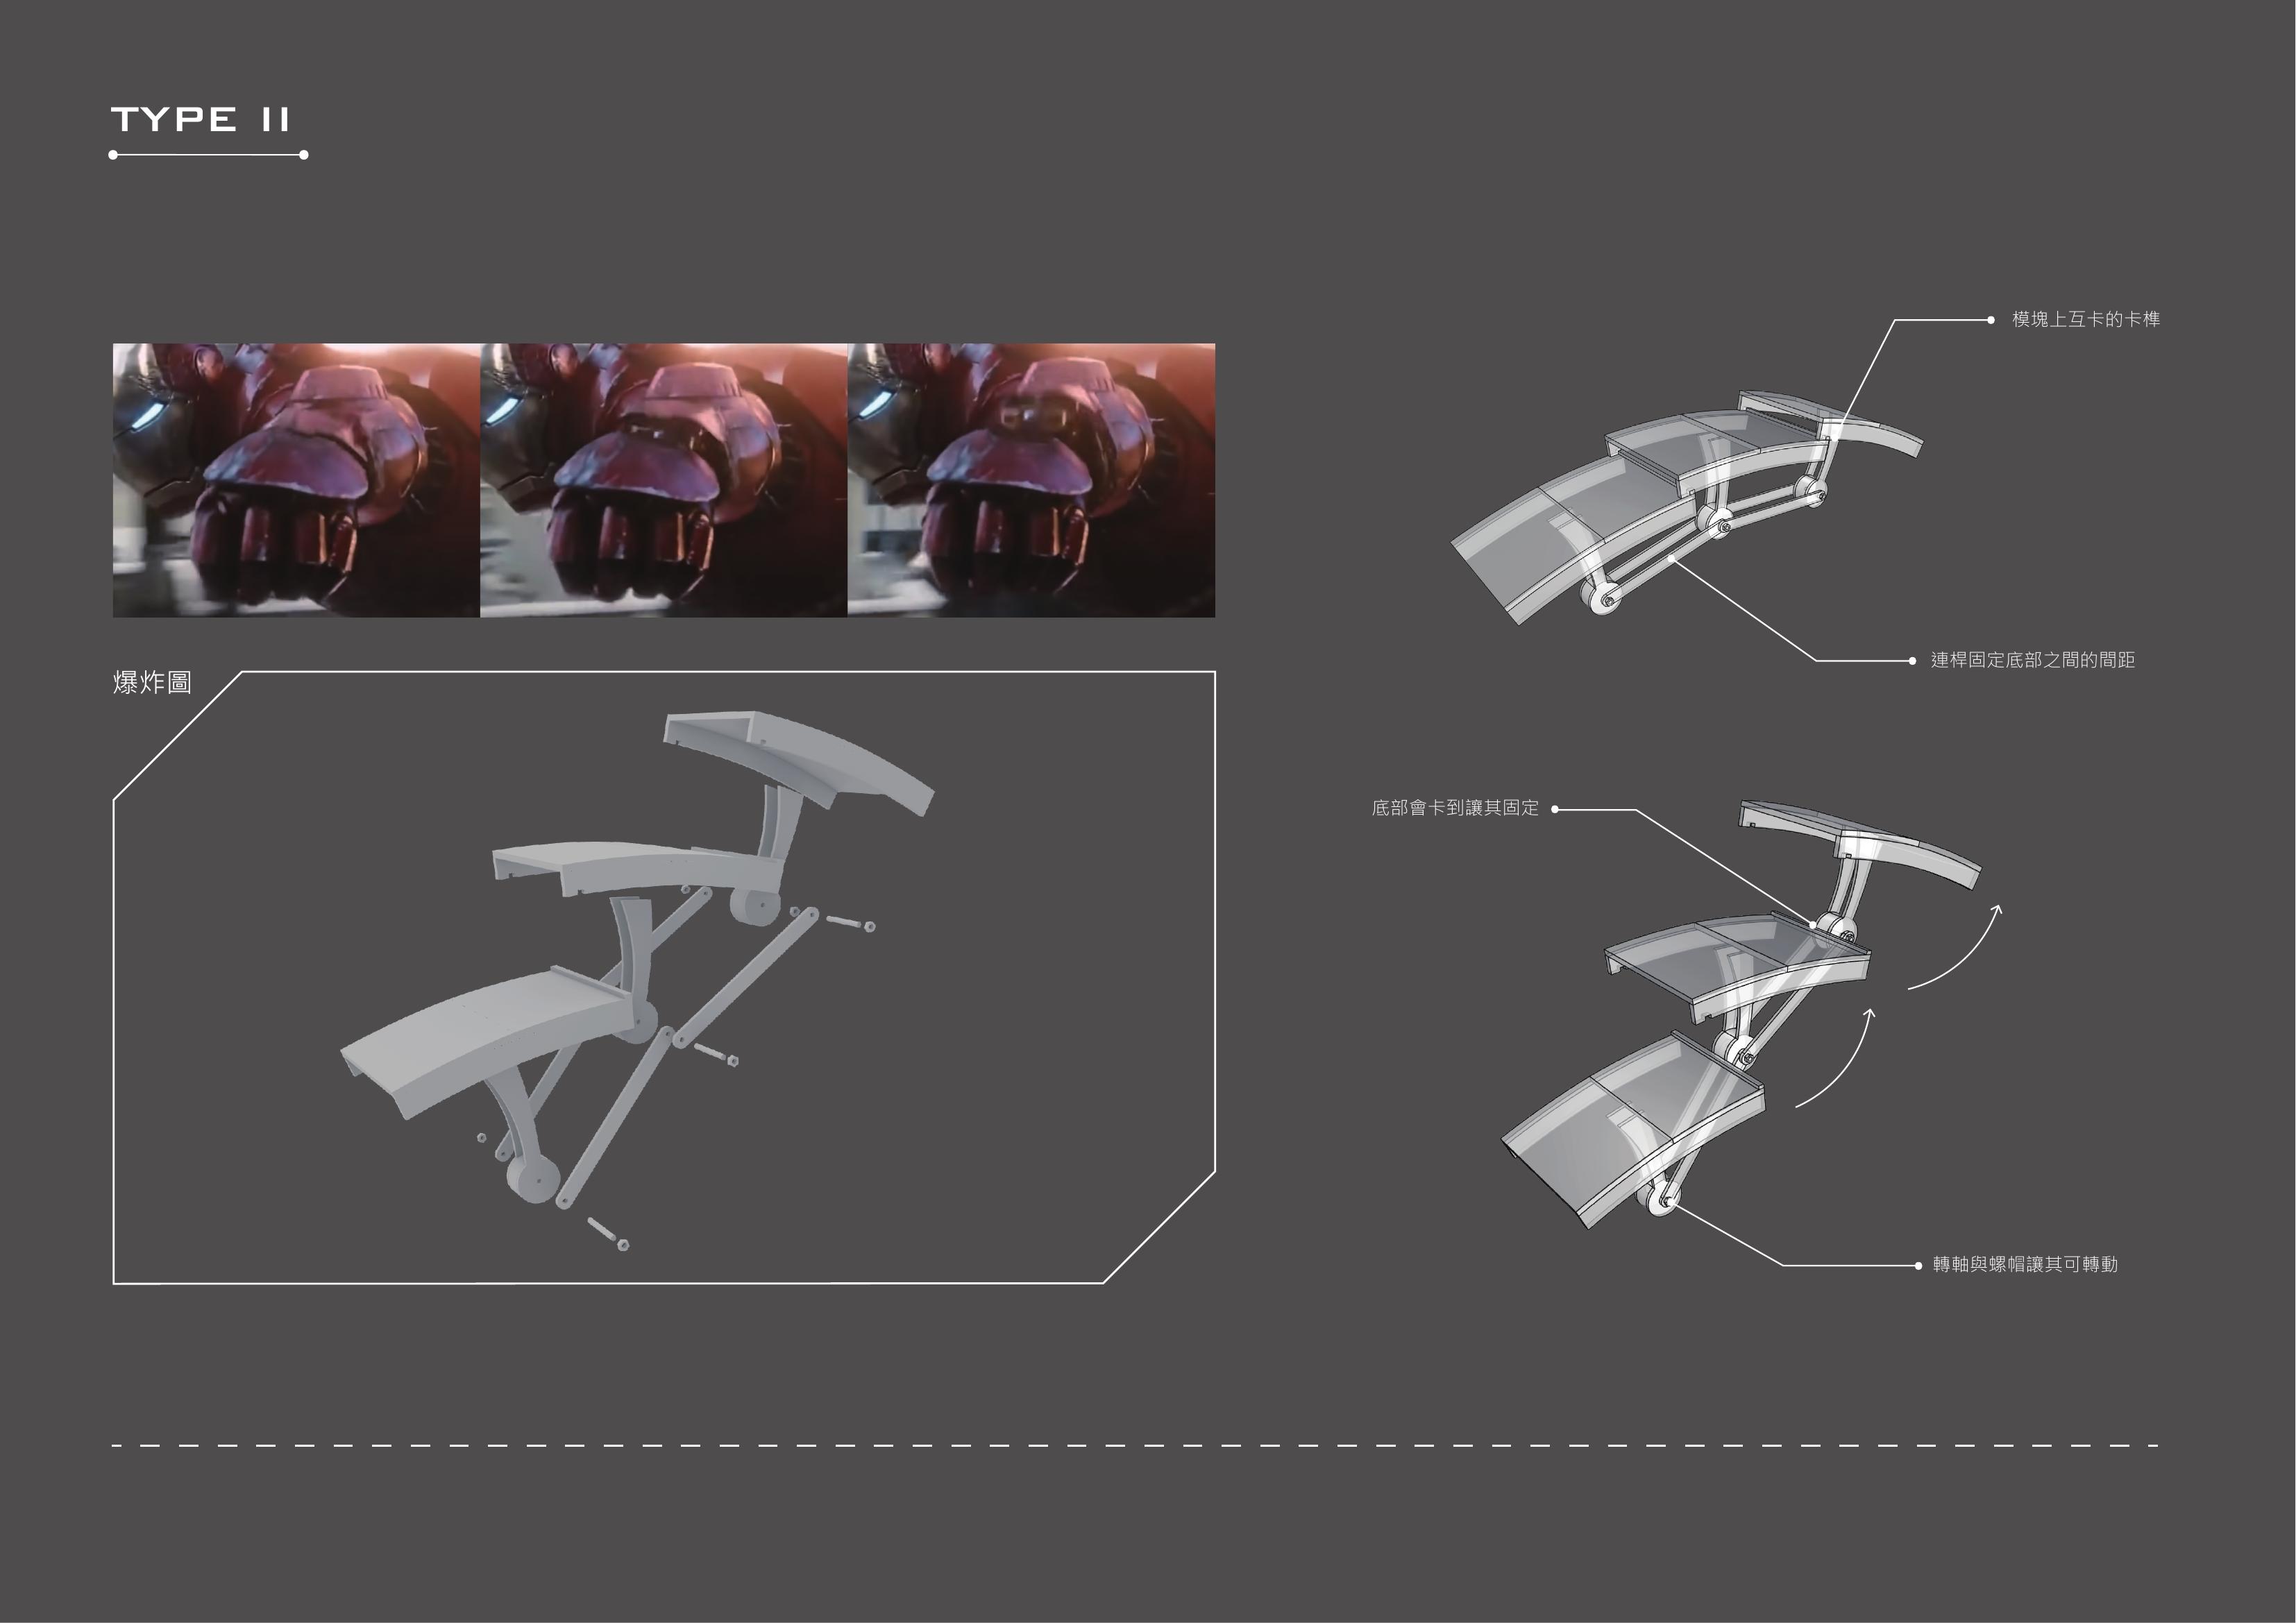 TYPE II
模塊上互卡的卡榫
連桿固定底部之間的間距
爆炸圖
底部會卡到讓其固定
轉軸與螺帽讓其可轉動